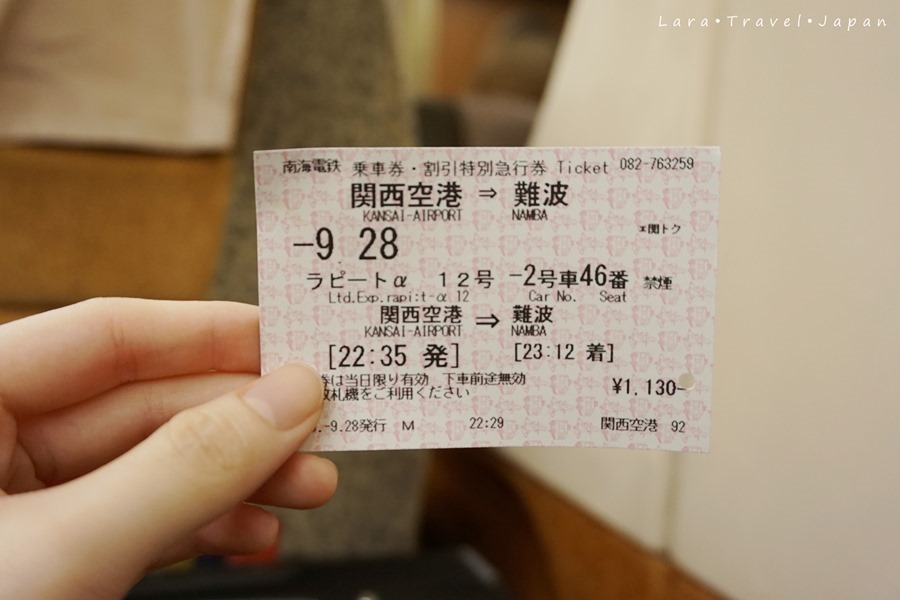 Lara•Travel•Japan
南海電鉄 乗車券・割引特別急行券 Ticket 082-763259
関西空港 ⇒ 難波
KANSAI-AIRPORT NAMBA
*関トク
-9 28
ラピートα 12号 -2号車46番 禁煙
Ltd.Exp.rapi:t-α 12 Car No. Seat
関西空港 ⇒ 難波
KANSAI-AIRPORT NAMBA
[22:35 発] [23:12 着]
券は当日限り有効 下車前途無効
改札機をご利用ください ¥1,130-
.-9.28発行 M 22:29 関西空港 92